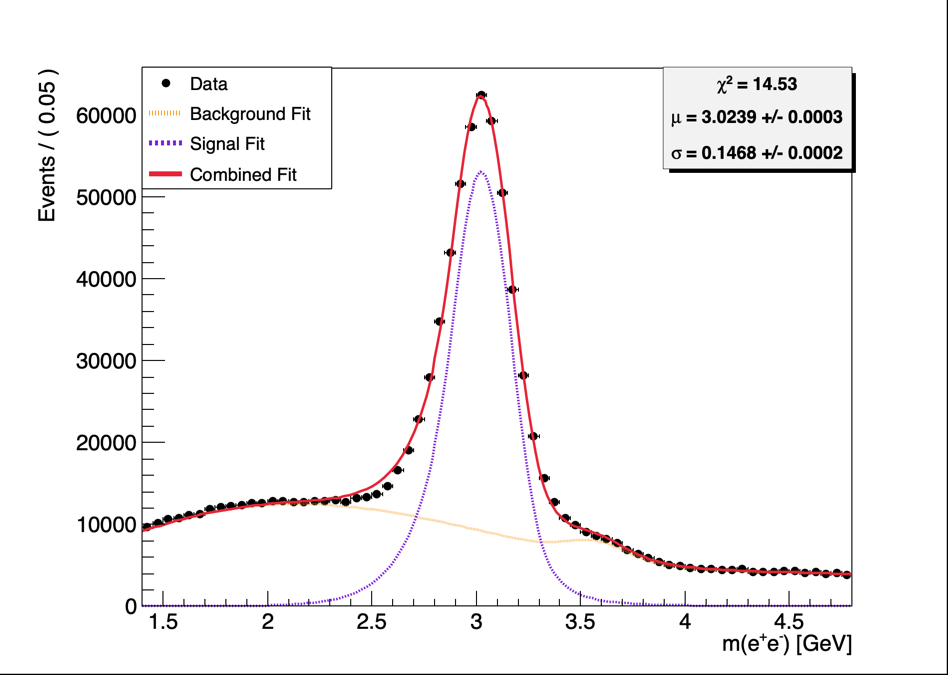 Events / ( 0.05 )
Data
Background Fit
Signal Fit
Combined Fit
χ² = 14.53
μ = 3.0239 +/- 0.0003
σ = 0.1468 +/- 0.0002
60000
50000
40000
30000
20000
10000
0
1.5 2 2.5 3 3.5 4 4.5
m(e⁺e⁻) [GeV]